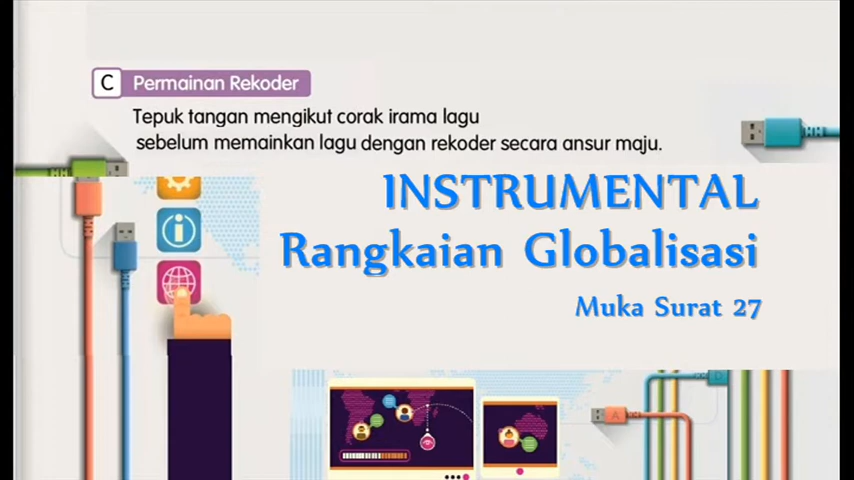 C Permainan Rekoder
Tepuk tangan mengikut corak irama lagu
sebelum memainkan lagu dengan rekoder secara ansur maju.
INSTRUMENTAL
Rangkaian Globalisasi
Muka Surat 27
D
A